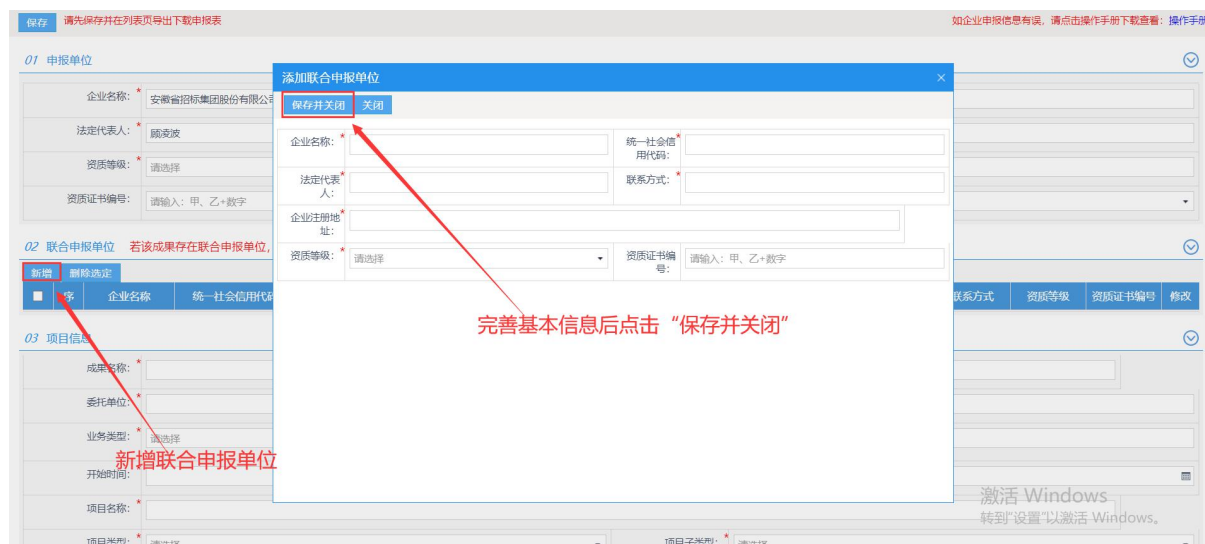 保存 请先保存并在列表页导出下载申报表 如企业申报信息有误，请点击操作手册下载查看：操作手册
01 申报单位
企业名称：* 安徽省招标集团股份有限公司
法定代表人：* 顾凌波
资质等级：* 请选择
资质证书编号： 请输入：甲、乙+数字
添加联合申报单位 ×
保存并关闭 关闭
企业名称：* 统一社会信用代码：*
法定代表人：* 联系方式：*
企业注册地址：*
资质等级：* 请选择 资质证书编号： 请输入：甲、乙+数字
完善基本信息后点击“保存并关闭”
02 联合申报单位 若该成果存在联合申报单位，
新增 删除选定
序 企业名称 统一社会信用代码 联系方式 资质等级 资质证书编号 修改
03 项目信息
成果名称：*
委托单位：*
业务类型：* 请选择
新增联合申报单位
开始时间：
项目名称：*
项目类型：* 请选择 项目子类型：* 请选择
激活 Windows
转到“设置”以激活 Windows。